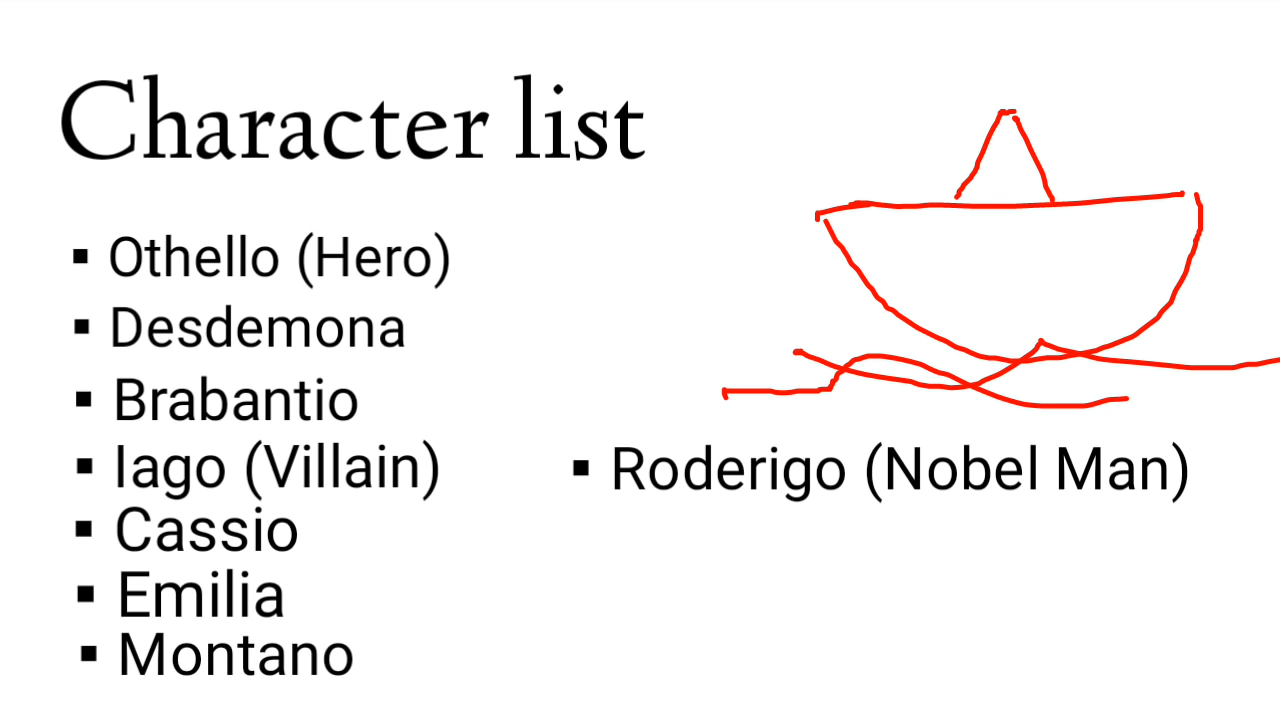 Character list
▪ Othello (Hero)
▪ Desdemona
▪ Brabantio
▪ Iago (Villain)
▪ Cassio
▪ Emilia
▪ Montano
▪ Roderigo (Nobel Man)